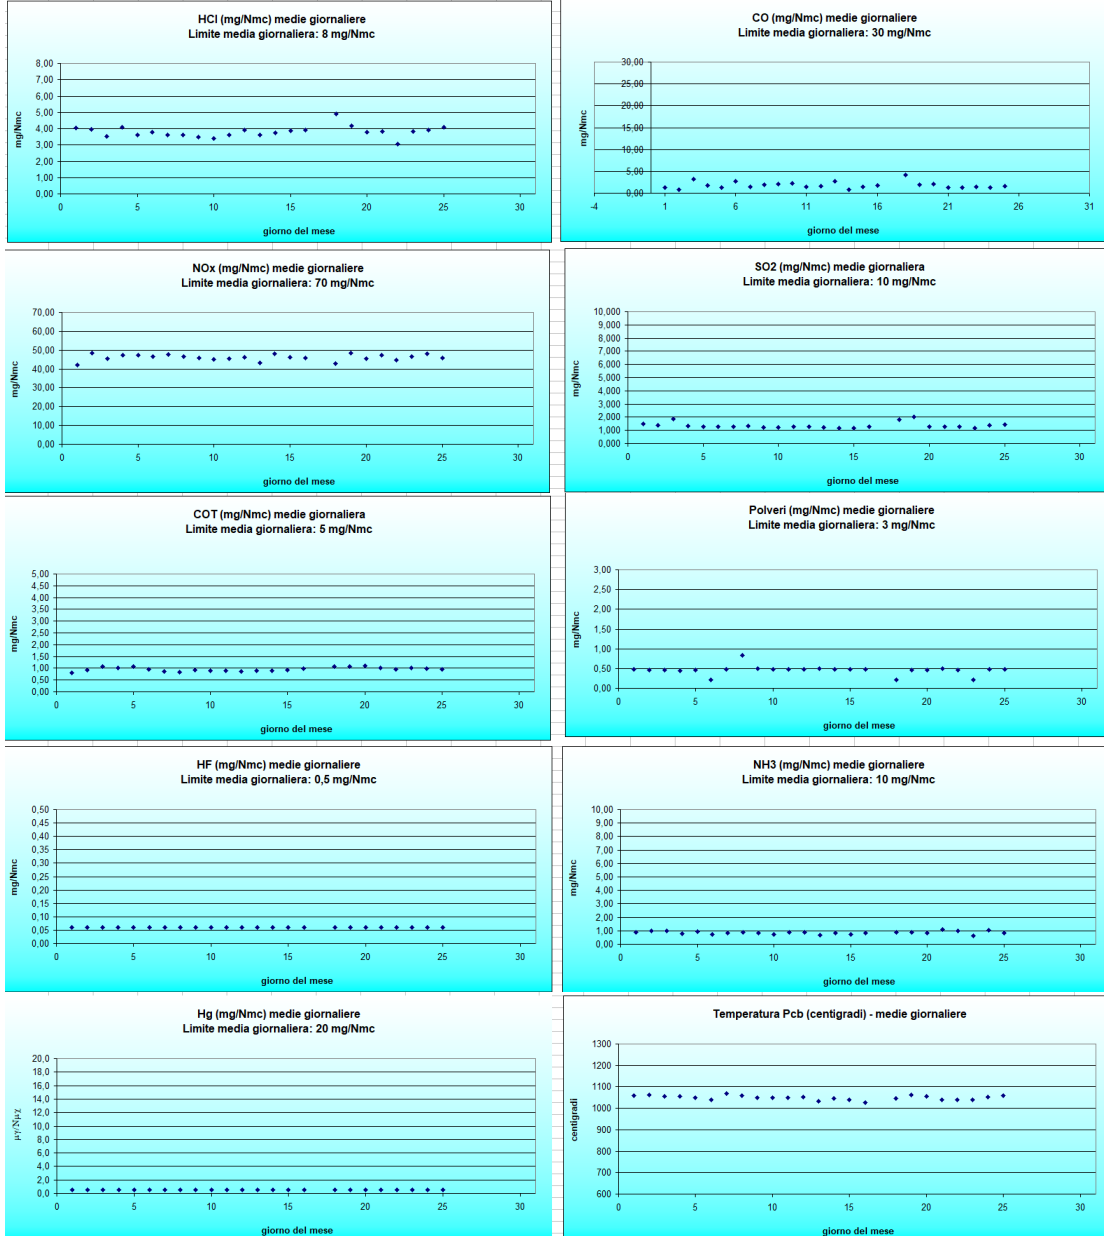 HCl (mg/Nmc) medie giornaliere
Limite media giornaliera: 8 mg/Nmc
8,00
7,00
6,00
5,00
4,00
3,00
2,00
1,00
0,00
mg/Nmc
0 5 10 15 20 25 30
giorno del mese
CO (mg/Nmc) medie giornaliere
Limite media giornaliera: 30 mg/Nmc
30,00
25,00
20,00
15,00
10,00
5,00
0,00
mg/Nmc
-4 1 6 11 16 21 26 31
giorno del mese
NOx (mg/Nmc) medie giornaliere
Limite media giornaliera: 70 mg/Nmc
70,00
60,00
50,00
40,00
30,00
20,00
10,00
0,00
mg/Nmc
0 5 10 15 20 25 30
giorno del mese
SO2 (mg/Nmc) medie giornaliera
Limite media giornaliera: 10 mg/Nmc
10,000
9,000
8,000
7,000
6,000
5,000
4,000
3,000
2,000
1,000
0,000
mg/Nmc
0 5 10 15 20 25 30
giorno del mese
COT (mg/Nmc) medie giornaliera
Limite media giornaliera: 5 mg/Nmc
5,00
4,50
4,00
3,50
3,00
2,50
2,00
1,50
1,00
0,50
0,00
mg/Nmc
0 5 10 15 20 25 30
giorno del mese
Polveri (mg/Nmc) medie giornaliere
Limite media giornaliera: 3 mg/Nmc
3,00
2,50
2,00
1,50
1,00
0,50
0,00
mg/Nmc
0 5 10 15 20 25 30
giorno del mese
HF (mg/Nmc) medie giornaliere
Limite media giornaliera: 0,5 mg/Nmc
0,50
0,45
0,40
0,35
0,30
0,25
0,20
0,15
0,10
0,05
0,00
mg/Nmc
0 5 10 15 20 25 30
giorno del mese
NH3 (mg/Nmc) medie giornaliere
Limite media giornaliera: 10 mg/Nmc
10,00
9,00
8,00
7,00
6,00
5,00
4,00
3,00
2,00
1,00
0,00
mg/Nmc
0 5 10 15 20 25 30
giorno del mese
Hg (mg/Nmc) medie giornaliere
Limite media giornaliera: 20 mg/Nmc
20,0
18,0
16,0
14,0
12,0
10,0
8,0
6,0
4,0
2,0
0,0
μγ/Νμχ
0 5 10 15 20 25 30
giorno del mese
Temperatura Pcb (centigradi) - medie giornaliere
1300
1200
1100
1000
900
800
700
600
centigradi
0 5 10 15 20 25 30
giorno del mese